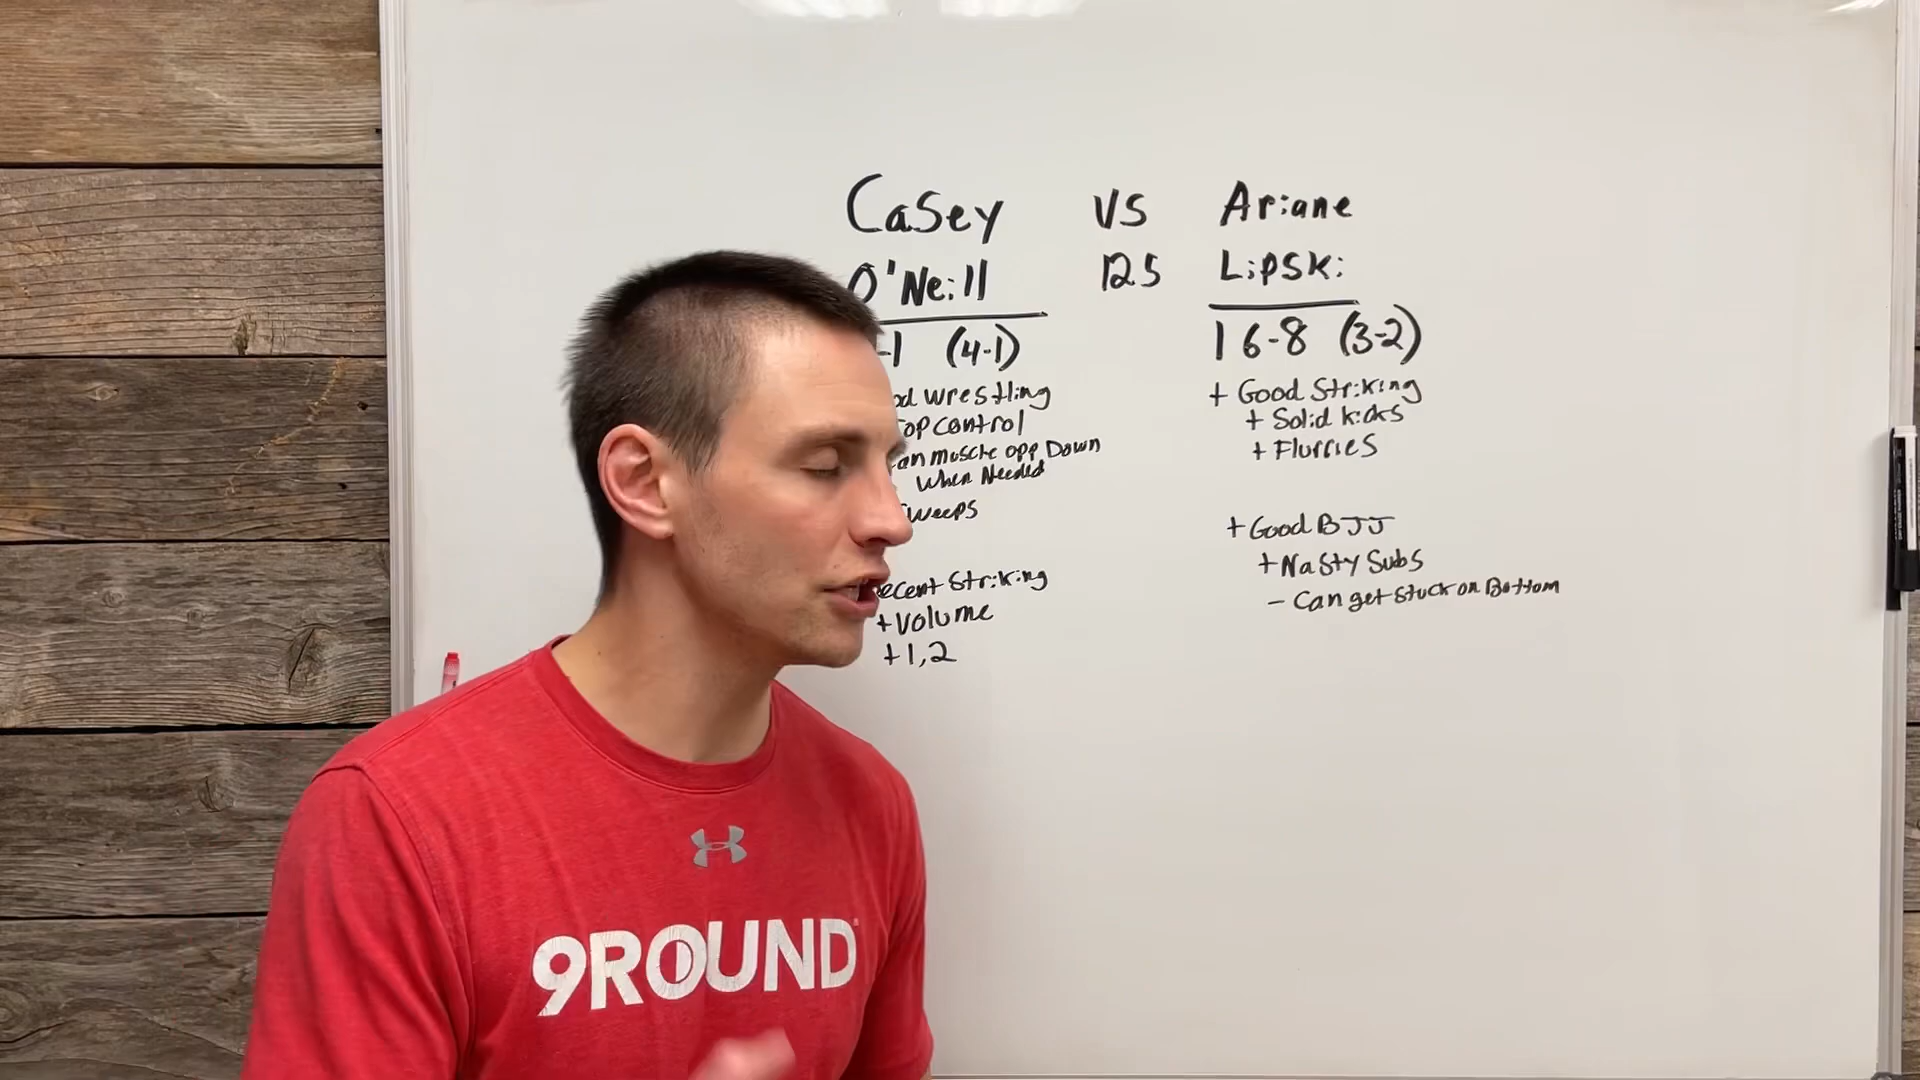 Casey vs Ariane
O'Neill 125 Lipski
-1 (4-1)
wrestling
Top control
muscle opp Down
When Needed
Sweeps
Decent Striking
+ Volume
+ 1,2
16-8 (3-2)
+ Good Striking
+ Solid kicks
+ Flurries
+ Good BJJ
+ Nasty Subs
- Can get stuck on Bottom
9ROUND